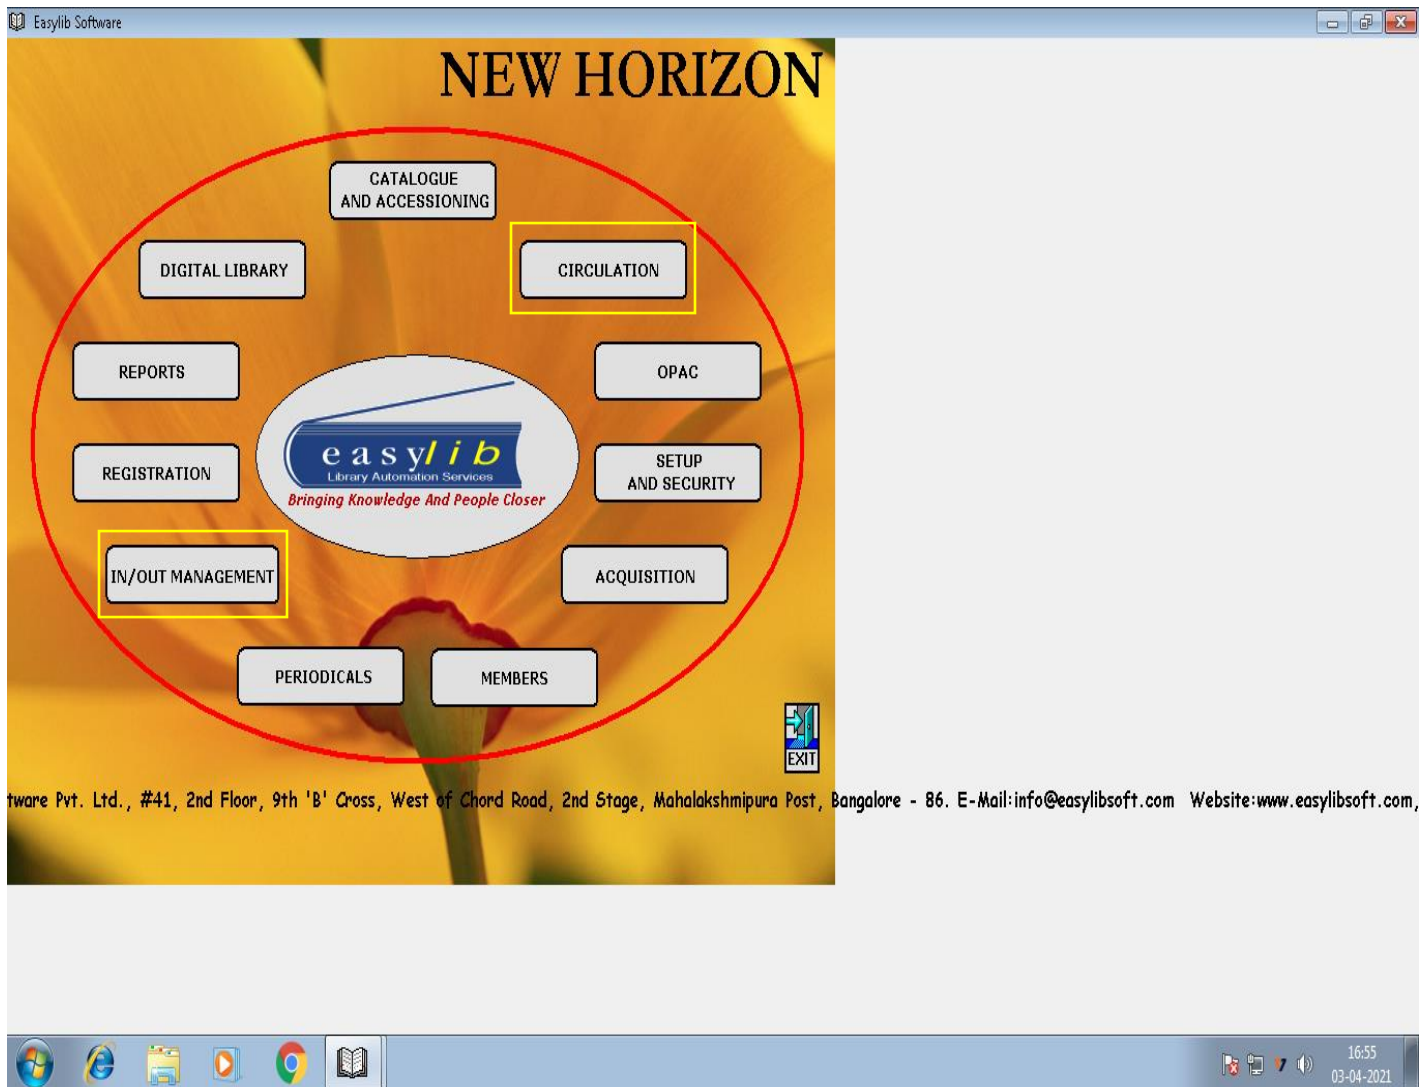 Easylib Software
NEW HORIZON
CATALOGUE
AND ACCESSIONING
DIGITAL LIBRARY
CIRCULATION
REPORTS
OPAC
easylib
Library Automation Services
Bringing Knowledge And People Closer
REGISTRATION
SETUP
AND SECURITY
IN/OUT MANAGEMENT
ACQUISITION
PERIODICALS
MEMBERS
EXIT
tware Pvt. Ltd., #41, 2nd Floor, 9th 'B' Cross, West of Chord Road, 2nd Stage, Mahalakshmipura Post, Bangalore - 86. E-Mail:info@easylibsoft.com Website:www.easylibsoft.com,
16:55
03-04-2021